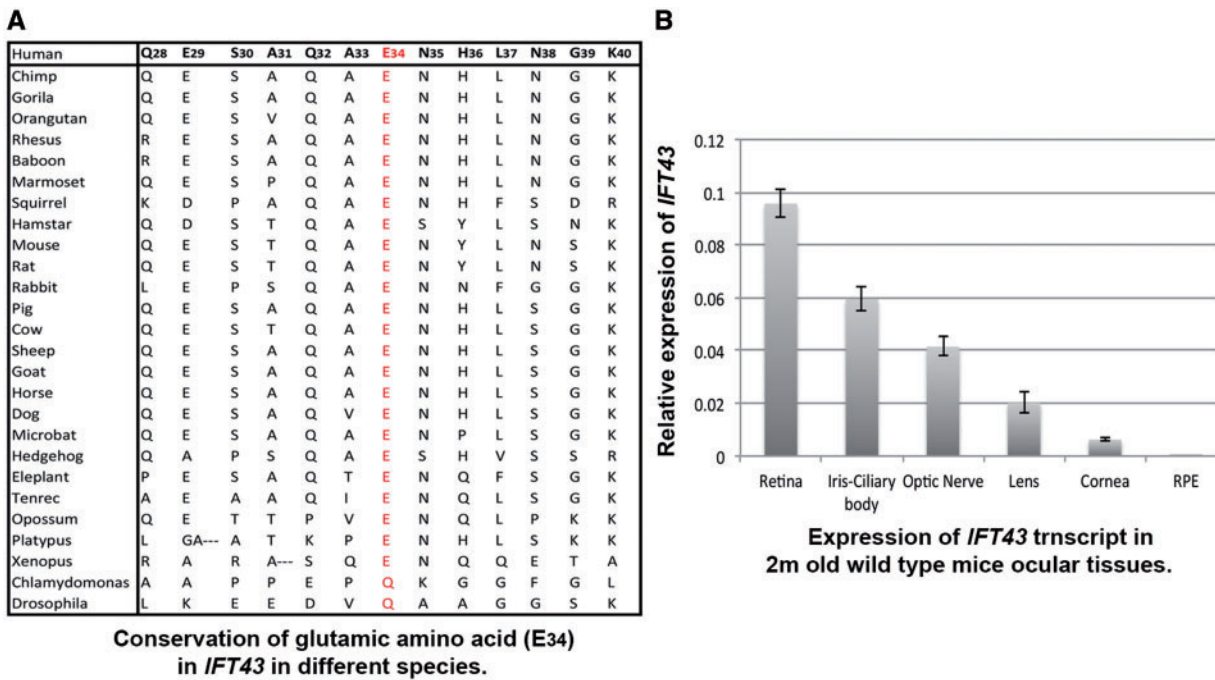 A
Human Q28 E29 S30 A31 Q32 A33 E34 N35 H36 L37 N38 G39 K40
Chimp Q E S A Q A E N H L N G K
Gorila Q E S A Q A E N H L N G K
Orangutan Q E S V Q A E N H L N G K
Rhesus R E S A Q A E N H L N G K
Baboon R E S A Q A E N H L N G K
Marmoset Q E S P Q A E N H L N G K
Squirrel K D P A Q A E N H F S D R
Hamstar Q D S T Q A E S Y L S N K
Mouse Q E S T Q A E N Y L N S K
Rat Q E S T Q A E N Y L N S K
Rabbit L E P S Q A E N N F G G K
Pig Q E S A Q A E N H L S G K
Cow Q E S T Q A E N H L S G K
Sheep Q E S A Q A E N H L S G K
Goat Q E S A Q A E N H L S G K
Horse Q E S A Q A E N H L S G K
Dog Q E S A Q V E N H L S G K
Microbat Q E S A Q A E N P L S G K
Hedgehog Q A P S Q A E S H V S S R
Eleplant P E S A Q T E N Q F S G K
Tenrec A E A A Q I E N Q L S G K
Opossum Q E T T P V E N Q L P K K
Platypus L GA--- A T K P E N H L S K K
Xenopus R A R A--- S Q E N Q Q E T A
Chlamydomonas A A P P E P Q K G G F G L
Drosophila L K E E D V Q A A G G S K
Conservation of glutamic amino acid (E34)
in IFT43 in different species.
B
Relative expression of IFT43
0.12
0.1
0.08
0.06
0.04
0.02
0
Retina Iris-Ciliary Optic Nerve Lens Cornea RPE
body
Expression of IFT43 trnscript in
2m old wild type mice ocular tissues.